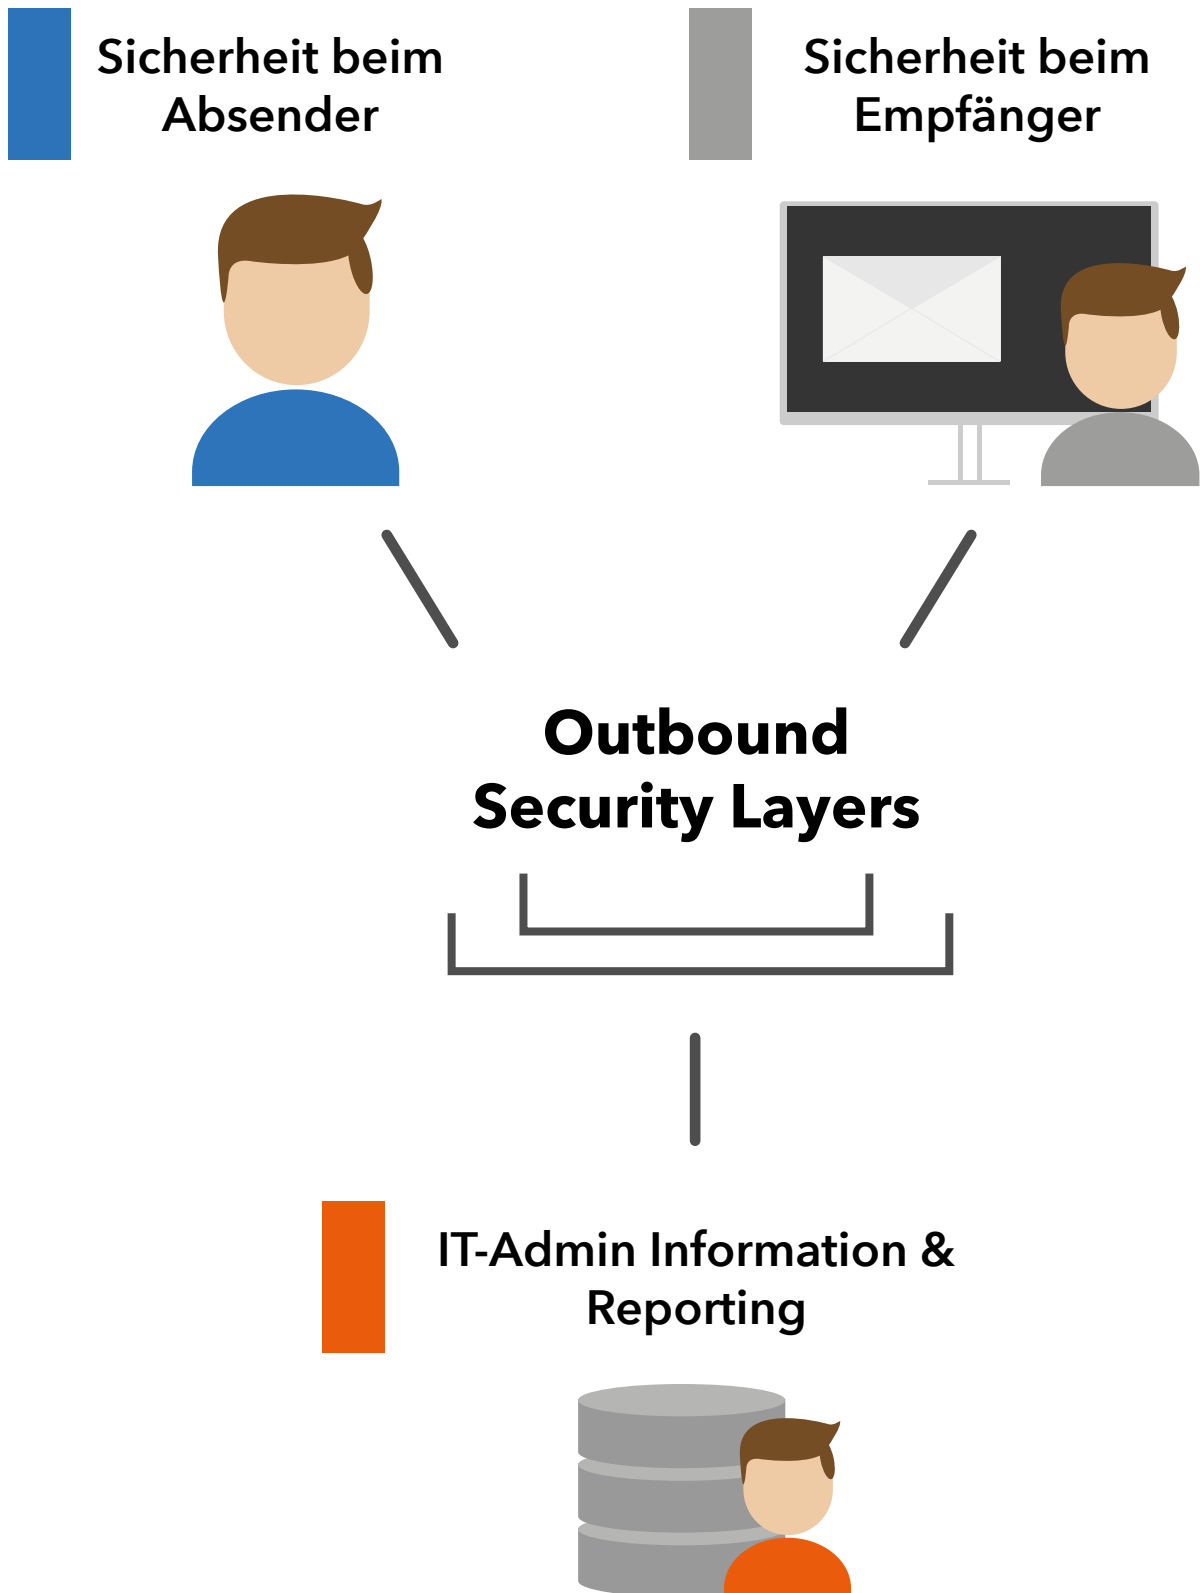 Sicherheit beim
Absender
Sicherheit beim
Empfänger
Outbound
Security Layers
IT-Admin Information &
Reporting